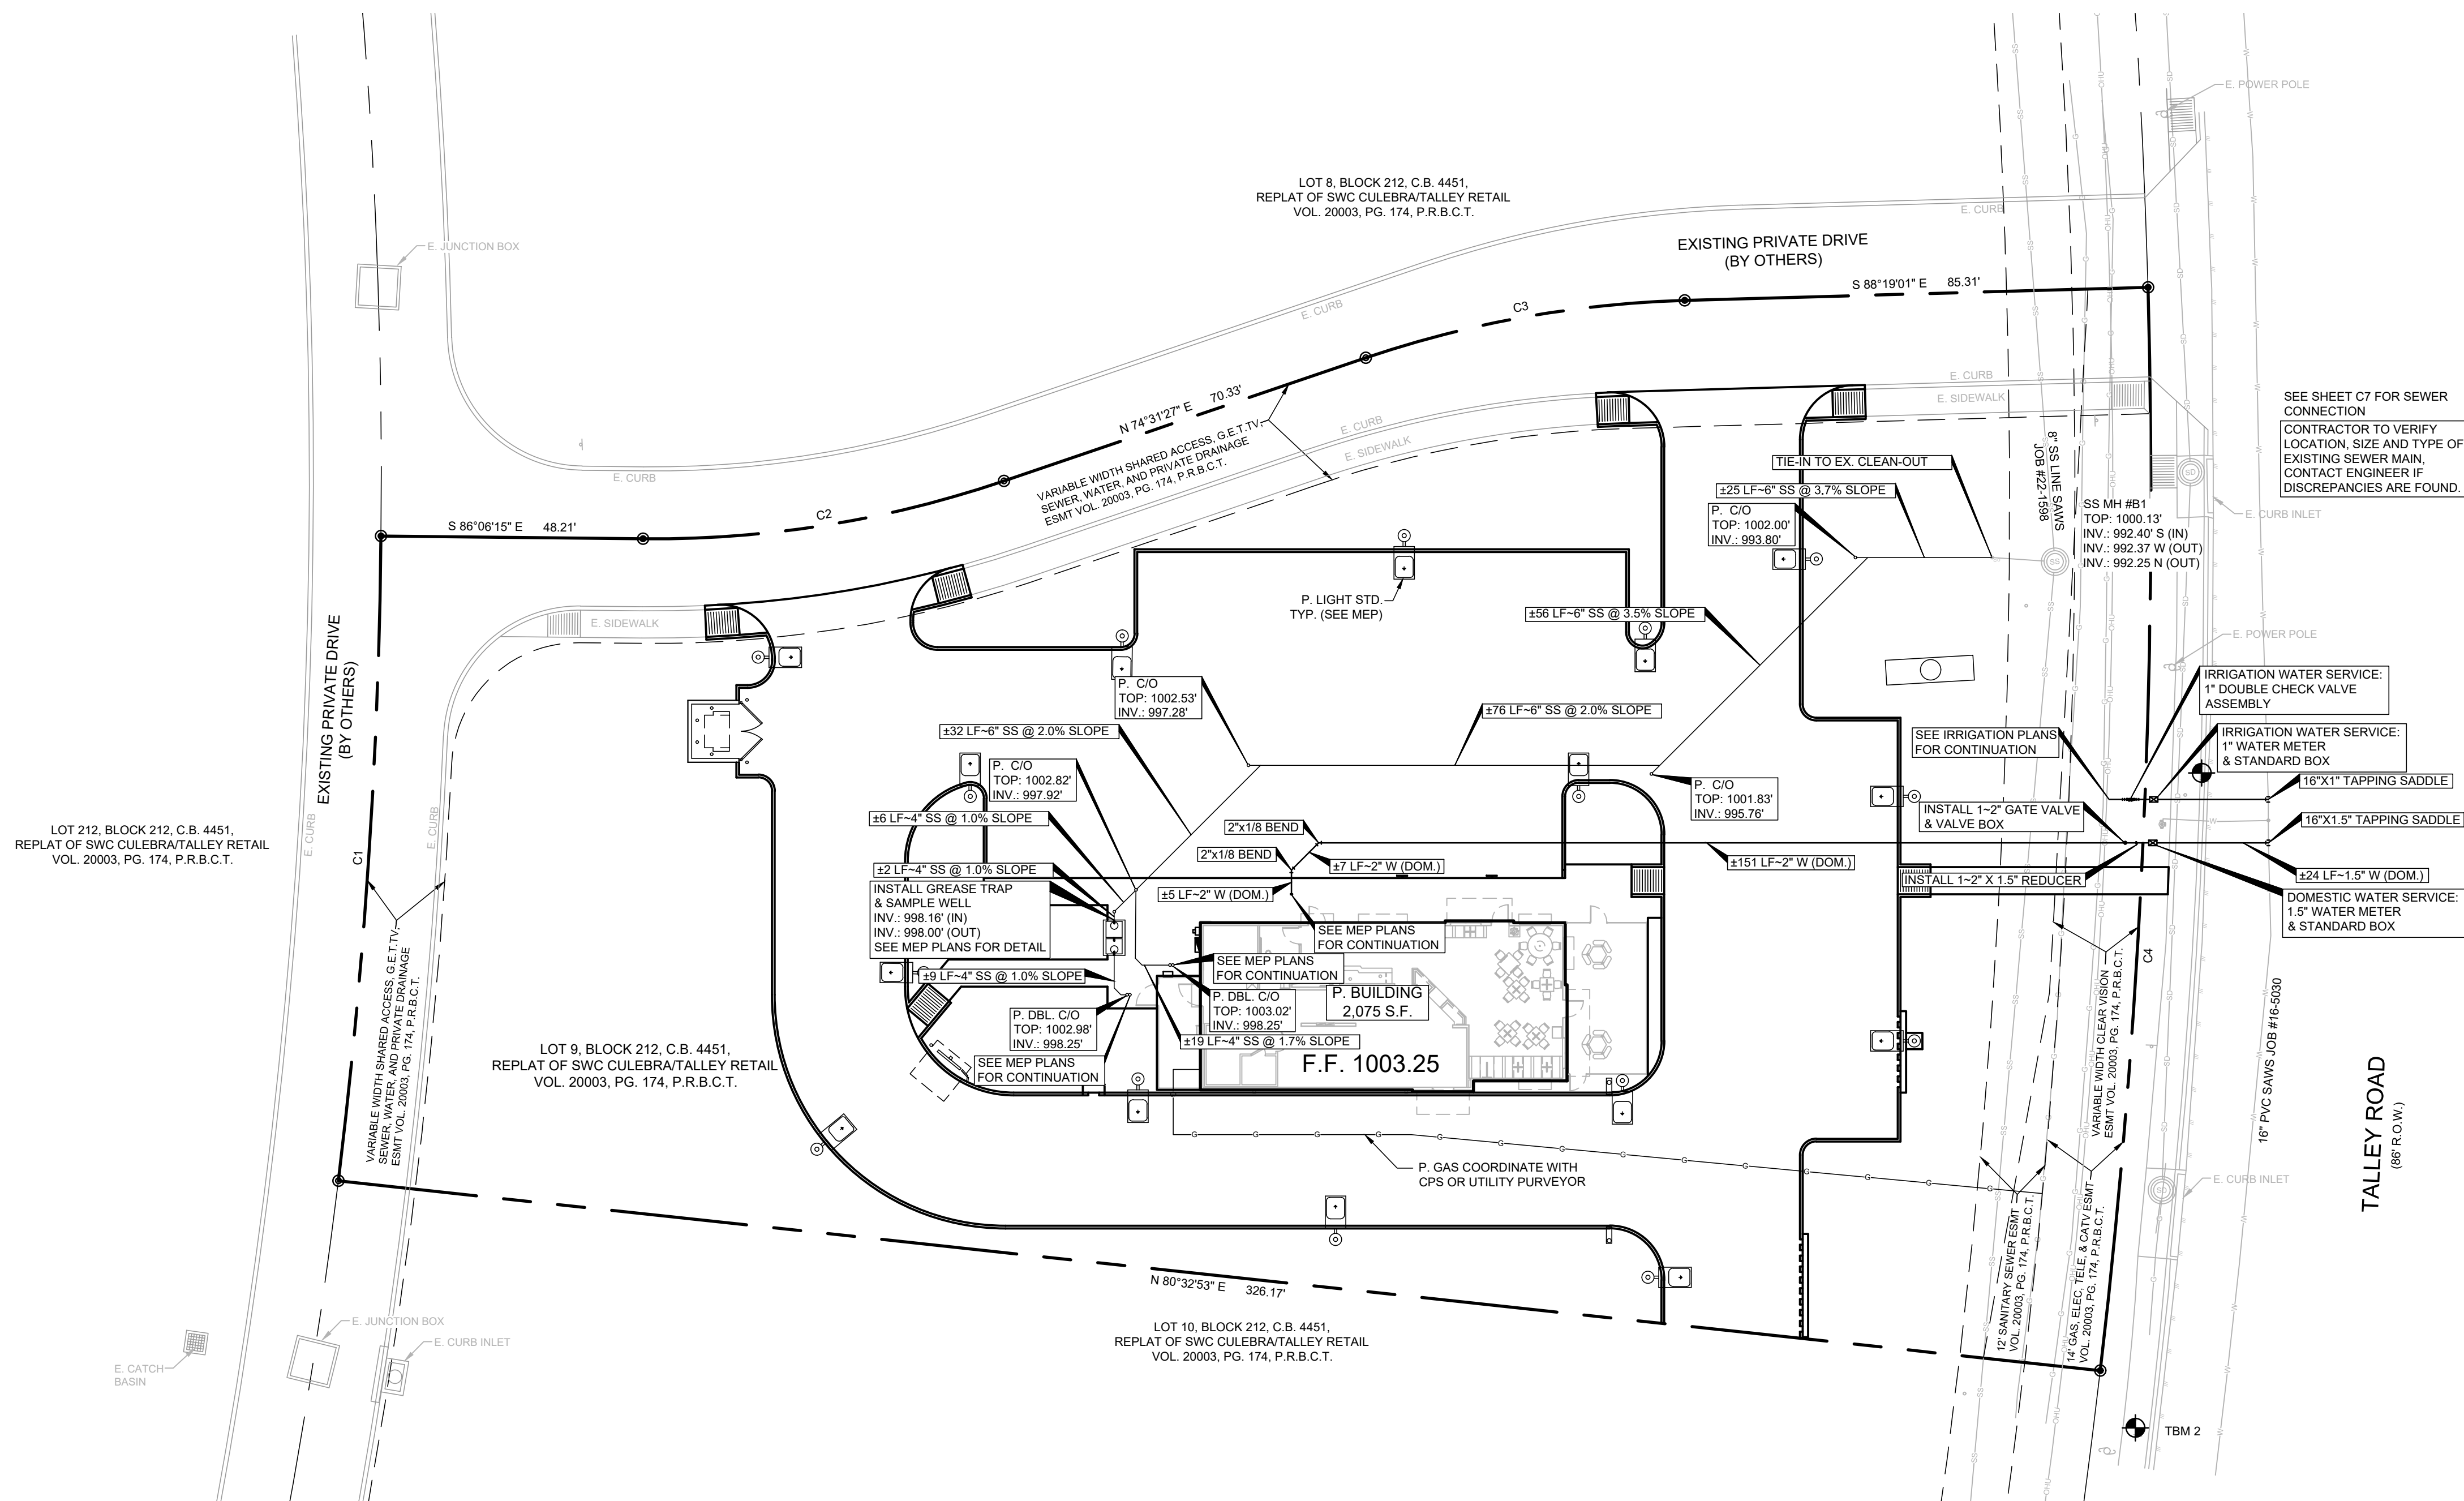 LOT 8, BLOCK 212, C.B. 4451,
REPLAT OF SWC CULEBRA/TALLEY RETAIL
VOL. 20003, PG. 174, P.R.B.C.T.
E. POWER POLE
E. CURB
EXISTING PRIVATE DRIVE
(BY OTHERS)
E. JUNCTION BOX
S 88°19'01" E 85.31'
C3
E. CURB
N 74°31'27" E 70.33'
E. CURB
E. SIDEWALK
E. CURB
E. SIDEWALK
VARIABLE WIDTH SHARED ACCESS, G.E.T.TV,
SEWER, WATER, AND PRIVATE DRAINAGE
ESMT VOL. 20003, PG. 174, P.R.B.C.T.
SEE SHEET C7 FOR SEWER
CONNECTION
CONTRACTOR TO VERIFY
LOCATION, SIZE AND TYPE OF
EXISTING SEWER MAIN,
CONTACT ENGINEER IF
DISCREPANCIES ARE FOUND.
8" SS LINE SAWS
JOB #22-1598
TIE-IN TO EX. CLEAN-OUT
±25 LF~6" SS @ 3.7% SLOPE
P. C/O
TOP: 1002.00'
INV.: 993.80'
SS MH #B1
TOP: 1000.13'
INV.: 992.40' S (IN)
INV.: 992.37 W (OUT)
INV.: 992.25 N (OUT)
E. CURB INLET
E. CURB
S 86°06'15" E 48.21'
C2
P. LIGHT STD.
TYP. (SEE MEP)
±56 LF~6" SS @ 3.5% SLOPE
E. SIDEWALK
E. POWER POLE
EXISTING PRIVATE DRIVE
(BY OTHERS)
P. C/O
TOP: 1002.53'
INV.: 997.28'
±76 LF~6" SS @ 2.0% SLOPE
±32 LF~6" SS @ 2.0% SLOPE
IRRIGATION WATER SERVICE:
1" DOUBLE CHECK VALVE
ASSEMBLY
IRRIGATION WATER SERVICE:
1" WATER METER
& STANDARD BOX
SEE IRRIGATION PLANS
FOR CONTINUATION
16"X1" TAPPING SADDLE
P. C/O
TOP: 1002.82'
INV.: 997.92'
P. C/O
TOP: 1001.83'
INV.: 995.76'
INSTALL 1~2" GATE VALVE
& VALVE BOX
16"X1.5" TAPPING SADDLE
±6 LF~4" SS @ 1.0% SLOPE
2"x1/8 BEND
2"x1/8 BEND
±7 LF~2" W (DOM.)
±151 LF~2" W (DOM.)
LOT 212, BLOCK 212, C.B. 4451,
REPLAT OF SWC CULEBRA/TALLEY RETAIL
VOL. 20003, PG. 174, P.R.B.C.T.
E. CURB
C1
E. CURB
±2 LF~4" SS @ 1.0% SLOPE
±5 LF~2" W (DOM.)
INSTALL 1~2" X 1.5" REDUCER
±24 LF~1.5" W (DOM.)
INSTALL GREASE TRAP
& SAMPLE WELL
INV.: 998.16' (IN)
INV.: 998.00' (OUT)
SEE MEP PLANS FOR DETAIL
DOMESTIC WATER SERVICE:
1.5" WATER METER
& STANDARD BOX
SEE MEP PLANS
FOR CONTINUATION
SEE MEP PLANS
FOR CONTINUATION
±9 LF~4" SS @ 1.0% SLOPE
P. DBL. C/O
TOP: 1003.02'
INV.: 998.25'
P. BUILDING
2,075 S.F.
C4
P. DBL. C/O
TOP: 1002.98'
INV.: 998.25'
±19 LF~4" SS @ 1.7% SLOPE
SEE MEP PLANS
FOR CONTINUATION
F.F. 1003.25
LOT 9, BLOCK 212, C.B. 4451,
REPLAT OF SWC CULEBRA/TALLEY RETAIL
VOL. 20003, PG. 174, P.R.B.C.T.
VARIABLE WIDTH SHARED ACCESS, G.E.T.TV,
SEWER, WATER, AND PRIVATE DRAINAGE
ESMT VOL. 20003, PG. 174, P.R.B.C.T.
VARIABLE WIDTH CLEAR VISION
ESMT VOL. 20003, PG. 174, P.R.B.C.T.
16" PVC SAWS JOB #16-5030
TALLEY ROAD
(86' R.O.W.)
P. GAS COORDINATE WITH
CPS OR UTILITY PURVEYOR
E. CURB INLET
12' SANITARY SEWER ESMT
VOL. 20003, PG. 174, P.R.B.C.T.
14' GAS, ELEC, TELE, & CATV ESMT
VOL. 20003, PG. 174, P.R.B.C.T.
N 80°32'53" E 326.17'
LOT 10, BLOCK 212, C.B. 4451,
REPLAT OF SWC CULEBRA/TALLEY RETAIL
VOL. 20003, PG. 174, P.R.B.C.T.
E. JUNCTION BOX
E. CURB INLET
E. CATCH
BASIN
TBM 2